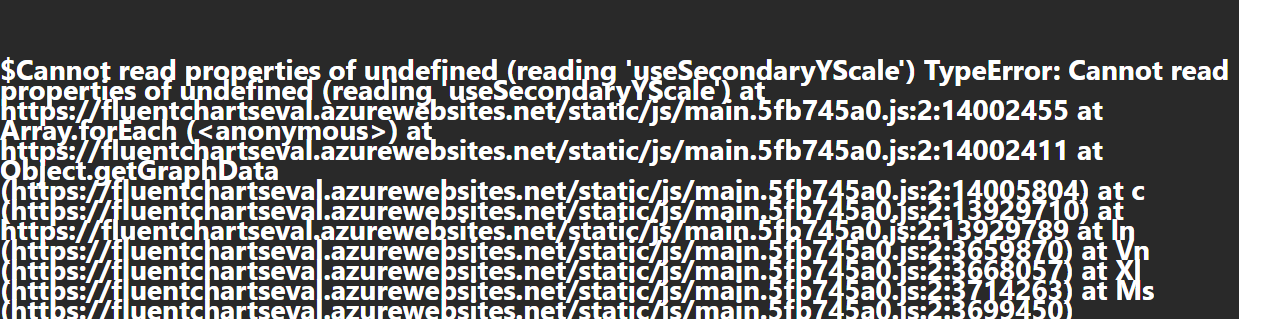 $Cannot read properties of undefined (reading 'useSecondaryYScale') TypeError: Cannot read
properties of undefined (reading 'useSecondaryYScale') at
https://fluentchartseval.azurewebsites.net/static/js/main.5fb745a0.js:2:14002455 at
Array.forEach (<anonymous>) at
https://fluentchartseval.azurewebsites.net/static/js/main.5fb745a0.js:2:14002411 at
Object.getGraphData
(https://fluentchartseval.azurewebsites.net/static/js/main.5fb745a0.js:2:14005804) at c
(https://fluentchartseval.azurewebsites.net/static/js/main.5fb745a0.js:2:13929710) at
https://fluentchartseval.azurewebsites.net/static/js/main.5fb745a0.js:2:13929789 at ln
(https://fluentchartseval.azurewebsites.net/static/js/main.5fb745a0.js:2:3659870) at Vn
(https://fluentchartseval.azurewebsites.net/static/js/main.5fb745a0.js:2:3668057) at Xl
(https://fluentchartseval.azurewebsites.net/static/js/main.5fb745a0.js:2:3714263) at Ms
(https://fluentchartseval.azurewebsites.net/static/js/main.5fb745a0.js:2:3699450)